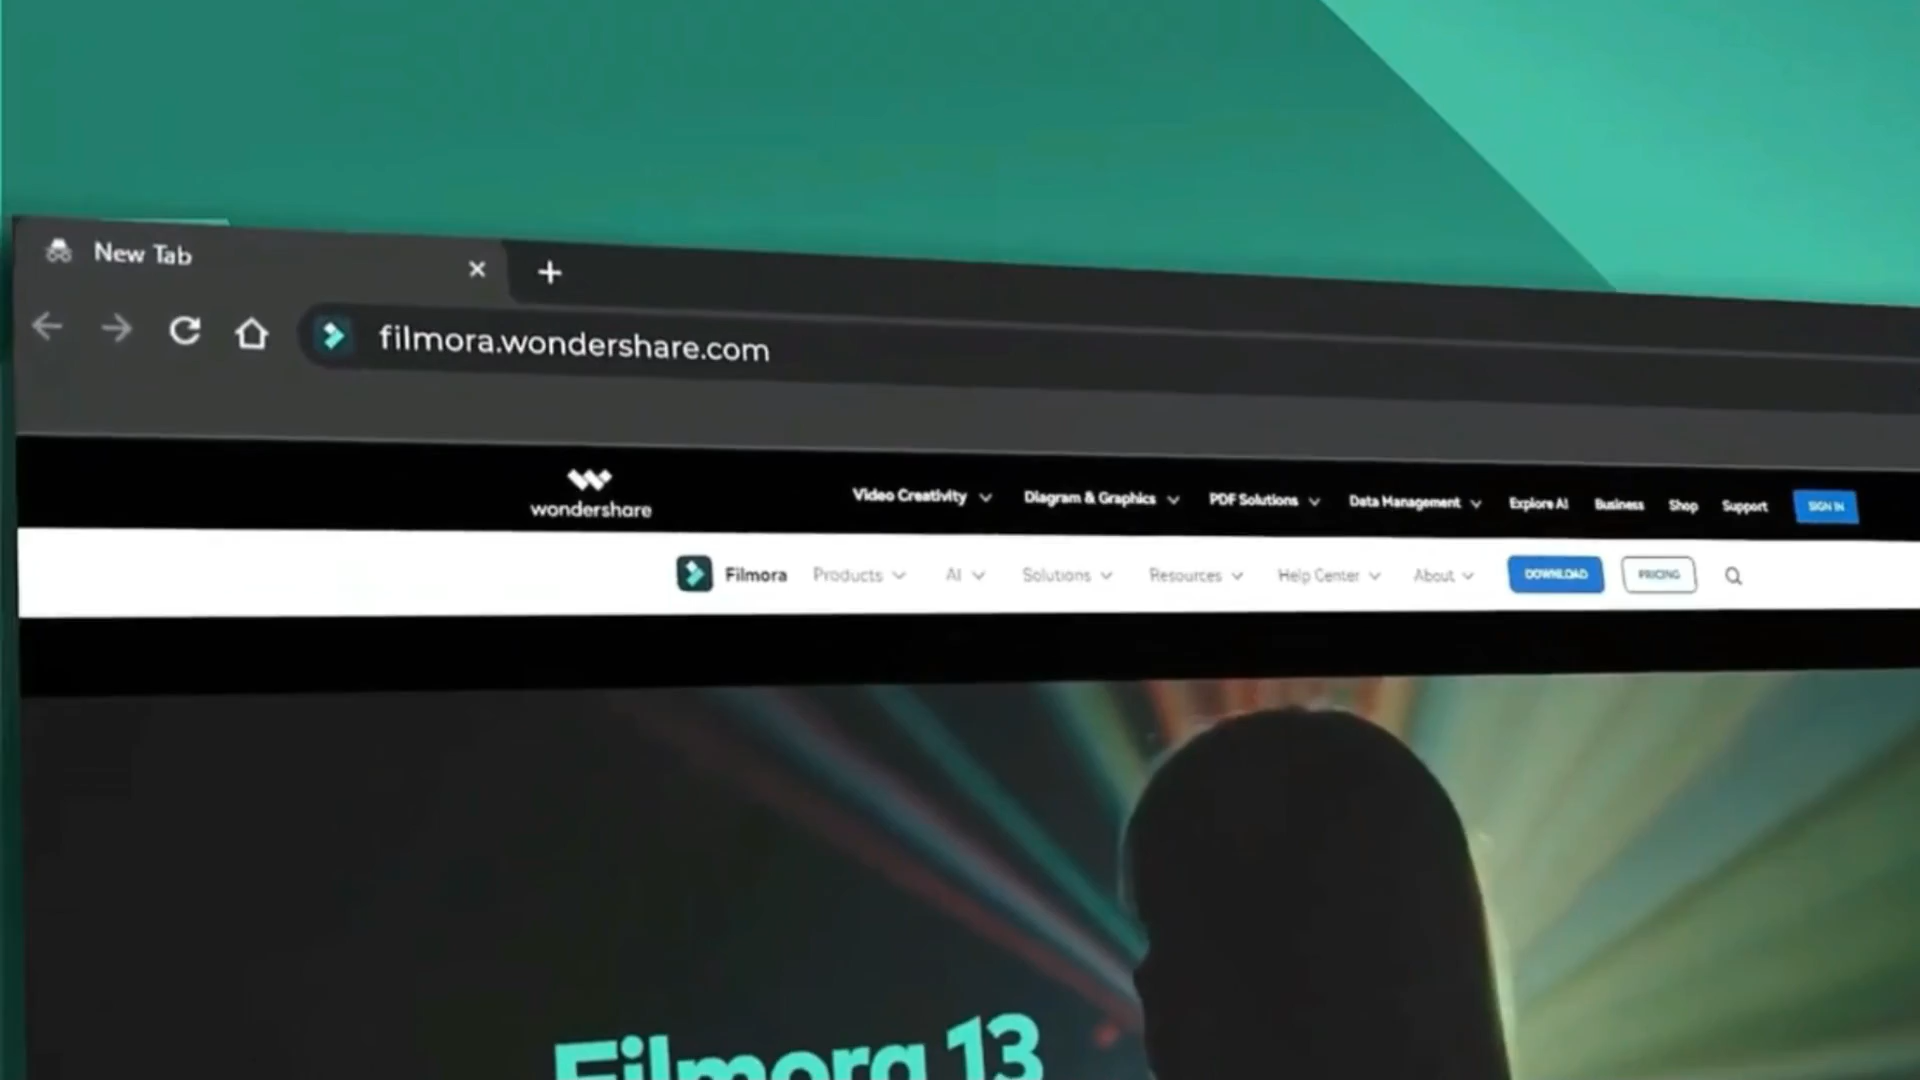 New Tab
filmora.wondershare.com
wondershare
Video Creativity Diagram & Graphics PDF Solutions Data Management Explore AI Business Shop Support SIGN IN
Filmora Products AI Solutions Resources Help Center About DOWNLOAD PRICING
Filmora 13